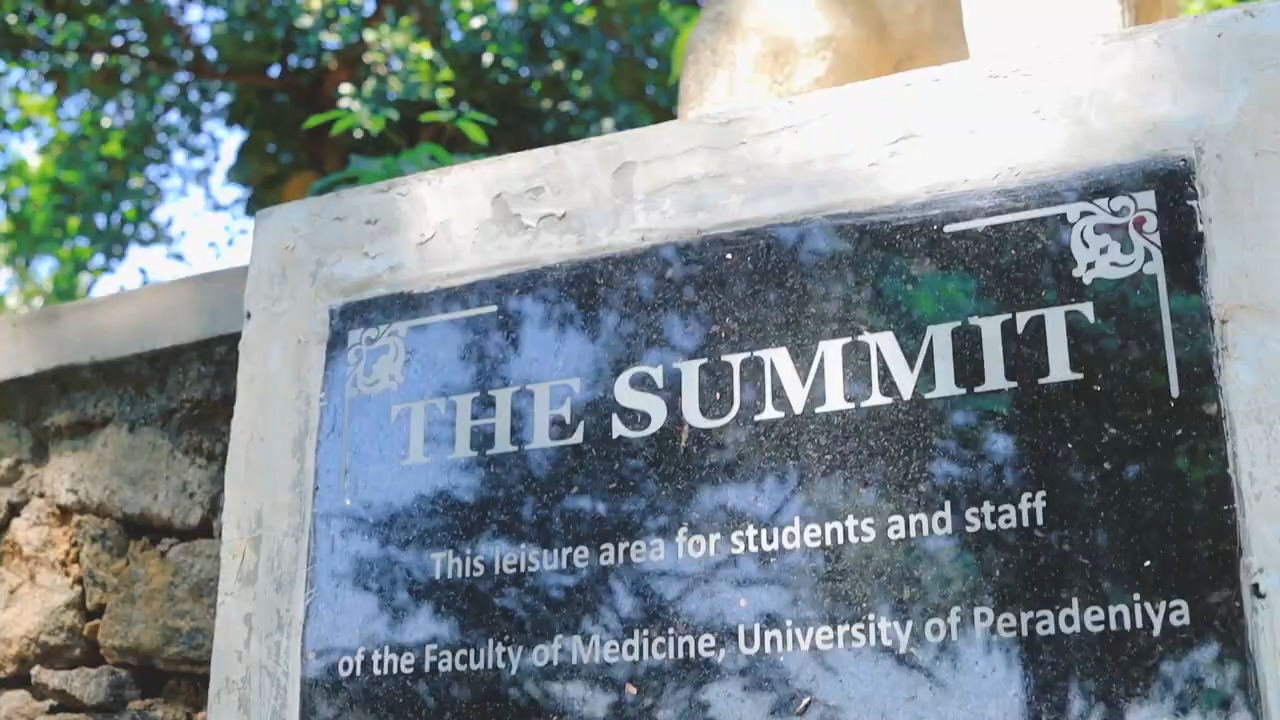 THE SUMMIT
This leisure area for students and staff
of the Faculty of Medicine, University of Peradeniya